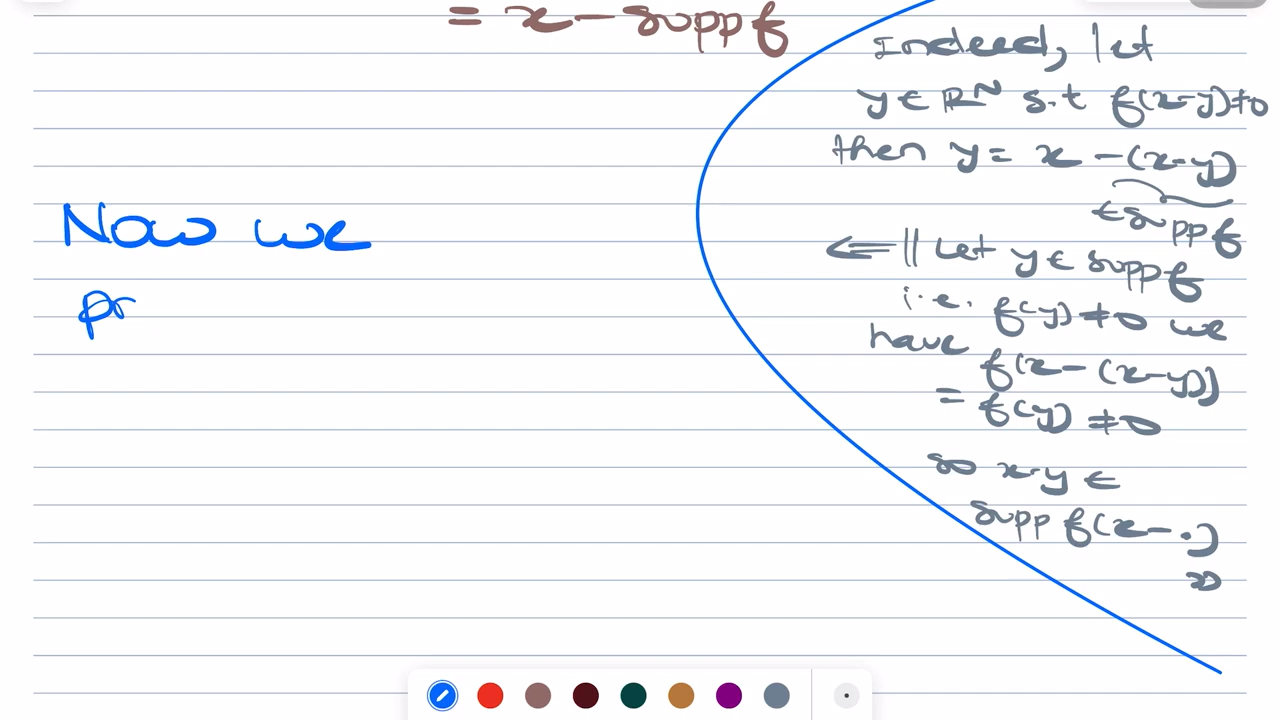 = x - supp f
Indeed, let
y ∈ ℝᴺ s.t f(x-y)≠0
then y = x - (x-y)
∈ supp f
⇐ || Let y ∈ supp f
i.e. f(y) ≠ 0 we
have f(x-(x-y))
= f(y) ≠ 0
so x-y ∈
supp f(x-.)
Now we
pr